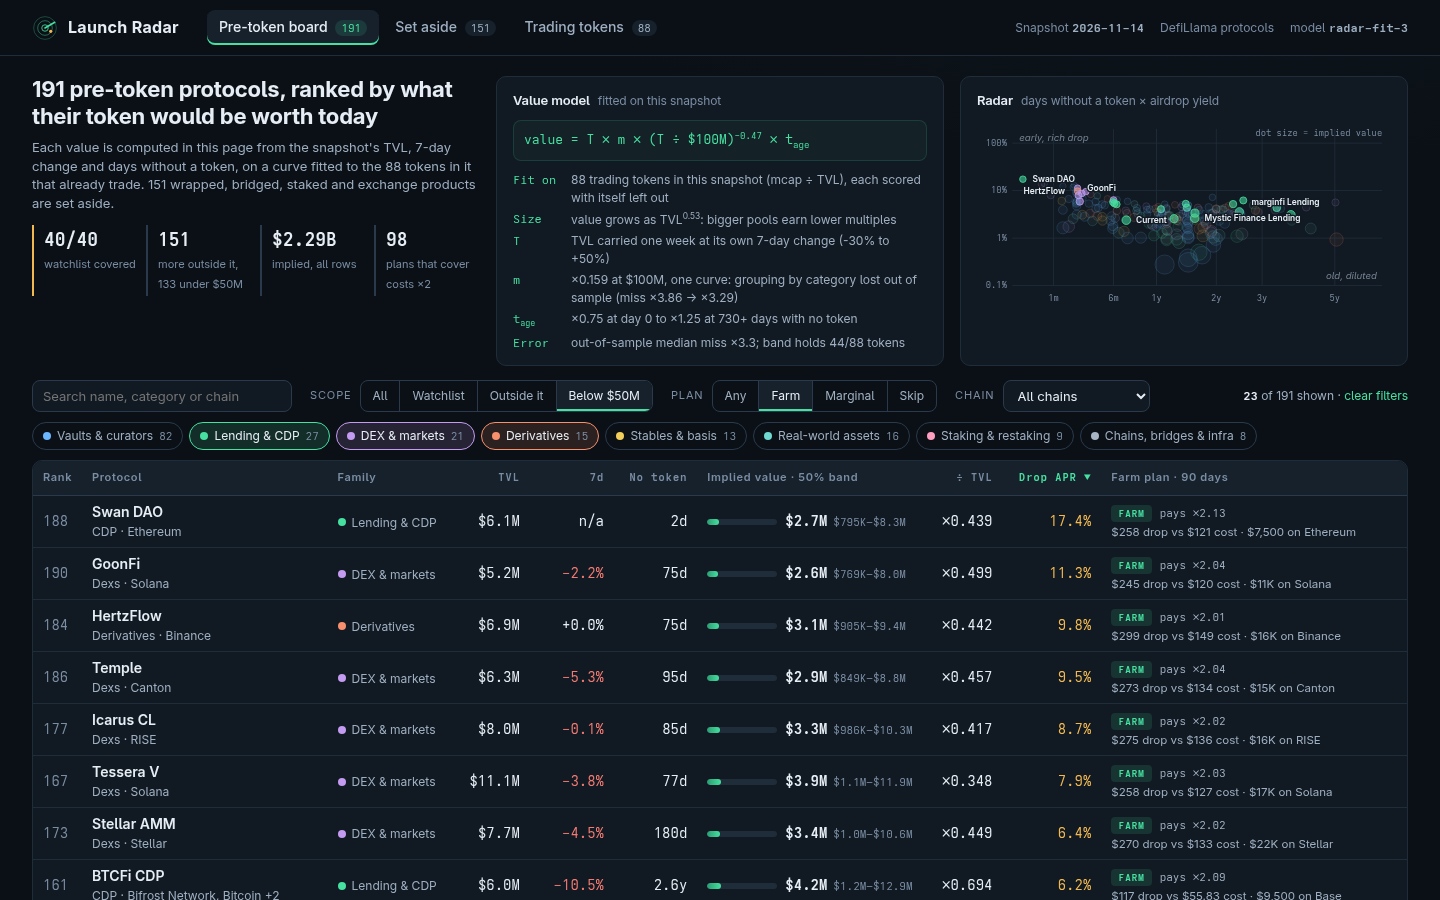 Launch Radar
Pre-token board 191
Set aside 151
Trading tokens 88
Snapshot 2026-11-14 DefiLlama protocols model radar-fit-3
191 pre-token protocols, ranked by what
their token would be worth today
Each value is computed in this page from the snapshot's TVL, 7-day
change and days without a token, on a curve fitted to the 88 tokens in it
that already trade. 151 wrapped, bridged, staked and exchange products
are set aside.
40/40
watchlist covered
151
more outside it,
133 under $50M
$2.29B
implied, all rows
98
plans that cover
costs ×2
Value model fitted on this snapshot
value = T × m × (T ÷ $100M)−0.47 × tage
Fit on 88 trading tokens in this snapshot (mcap ÷ TVL), each scored
with itself left out
Size value grows as TVL0.53: bigger pools earn lower multiples
T TVL carried one week at its own 7-day change (-30% to
+50%)
m ×0.159 at $100M, one curve: grouping by category lost out of
sample (miss ×3.86 → ×3.29)
tage ×0.75 at day 0 to ×1.25 at 730+ days with no token
Error out-of-sample median miss ×3.3; band holds 44/88 tokens
Radar days without a token × airdrop yield
early, rich drop
dot size = implied value
100%
10%
1%
0.1%
Swan DAO
HertzFlow
GoonFi
Current
marginfi Lending
Mystic Finance Lending
old, diluted
1m 6m 1y 2y 3y 5y
Search name, category or chain
SCOPE All Watchlist Outside it Below $50M
PLAN Any Farm Marginal Skip
CHAIN All chains
23 of 191 shown · clear filters
Vaults & curators 82
Lending & CDP 27
DEX & markets 21
Derivatives 15
Stables & basis 13
Real-world assets 16
Staking & restaking 9
Chains, bridges & infra 8
Rank Protocol Family TVL 7d No token Implied value · 50% band ÷ TVL Drop APR ▼ Farm plan · 90 days
188 Swan DAO Lending & CDP $6.1M n/a 2d $2.7M $795K–$8.3M ×0.439 17.4% FARM pays ×2.13
CDP · Ethereum $258 drop vs $121 cost · $7,500 on Ethereum
190 GoonFi DEX & markets $5.2M −2.2% 75d $2.6M $769K–$8.0M ×0.499 11.3% FARM pays ×2.04
Dexs · Solana $245 drop vs $120 cost · $11K on Solana
184 HertzFlow Derivatives $6.9M +0.0% 75d $3.1M $905K–$9.4M ×0.442 9.8% FARM pays ×2.01
Derivatives · Binance $299 drop vs $149 cost · $16K on Binance
186 Temple DEX & markets $6.3M −5.3% 95d $2.9M $849K–$8.8M ×0.457 9.5% FARM pays ×2.04
Dexs · Canton $273 drop vs $134 cost · $15K on Canton
177 Icarus CL DEX & markets $8.0M −0.1% 85d $3.3M $986K–$10.3M ×0.417 8.7% FARM pays ×2.02
Dexs · RISE $275 drop vs $136 cost · $16K on RISE
167 Tessera V DEX & markets $11.1M −3.8% 77d $3.9M $1.1M–$11.9M ×0.348 7.9% FARM pays ×2.03
Dexs · Solana $258 drop vs $127 cost · $17K on Solana
173 Stellar AMM DEX & markets $7.7M −4.5% 180d $3.4M $1.0M–$10.6M ×0.449 6.4% FARM pays ×2.02
Dexs · Stellar $270 drop vs $133 cost · $22K on Stellar
161 BTCFi CDP Lending & CDP $6.0M −10.5% 2.6y $4.2M $1.2M–$12.9M ×0.694 6.2% FARM pays ×2.09
CDP · Bifrost Network, Bitcoin +2 $117 drop vs $55.83 cost · $9,500 on Base